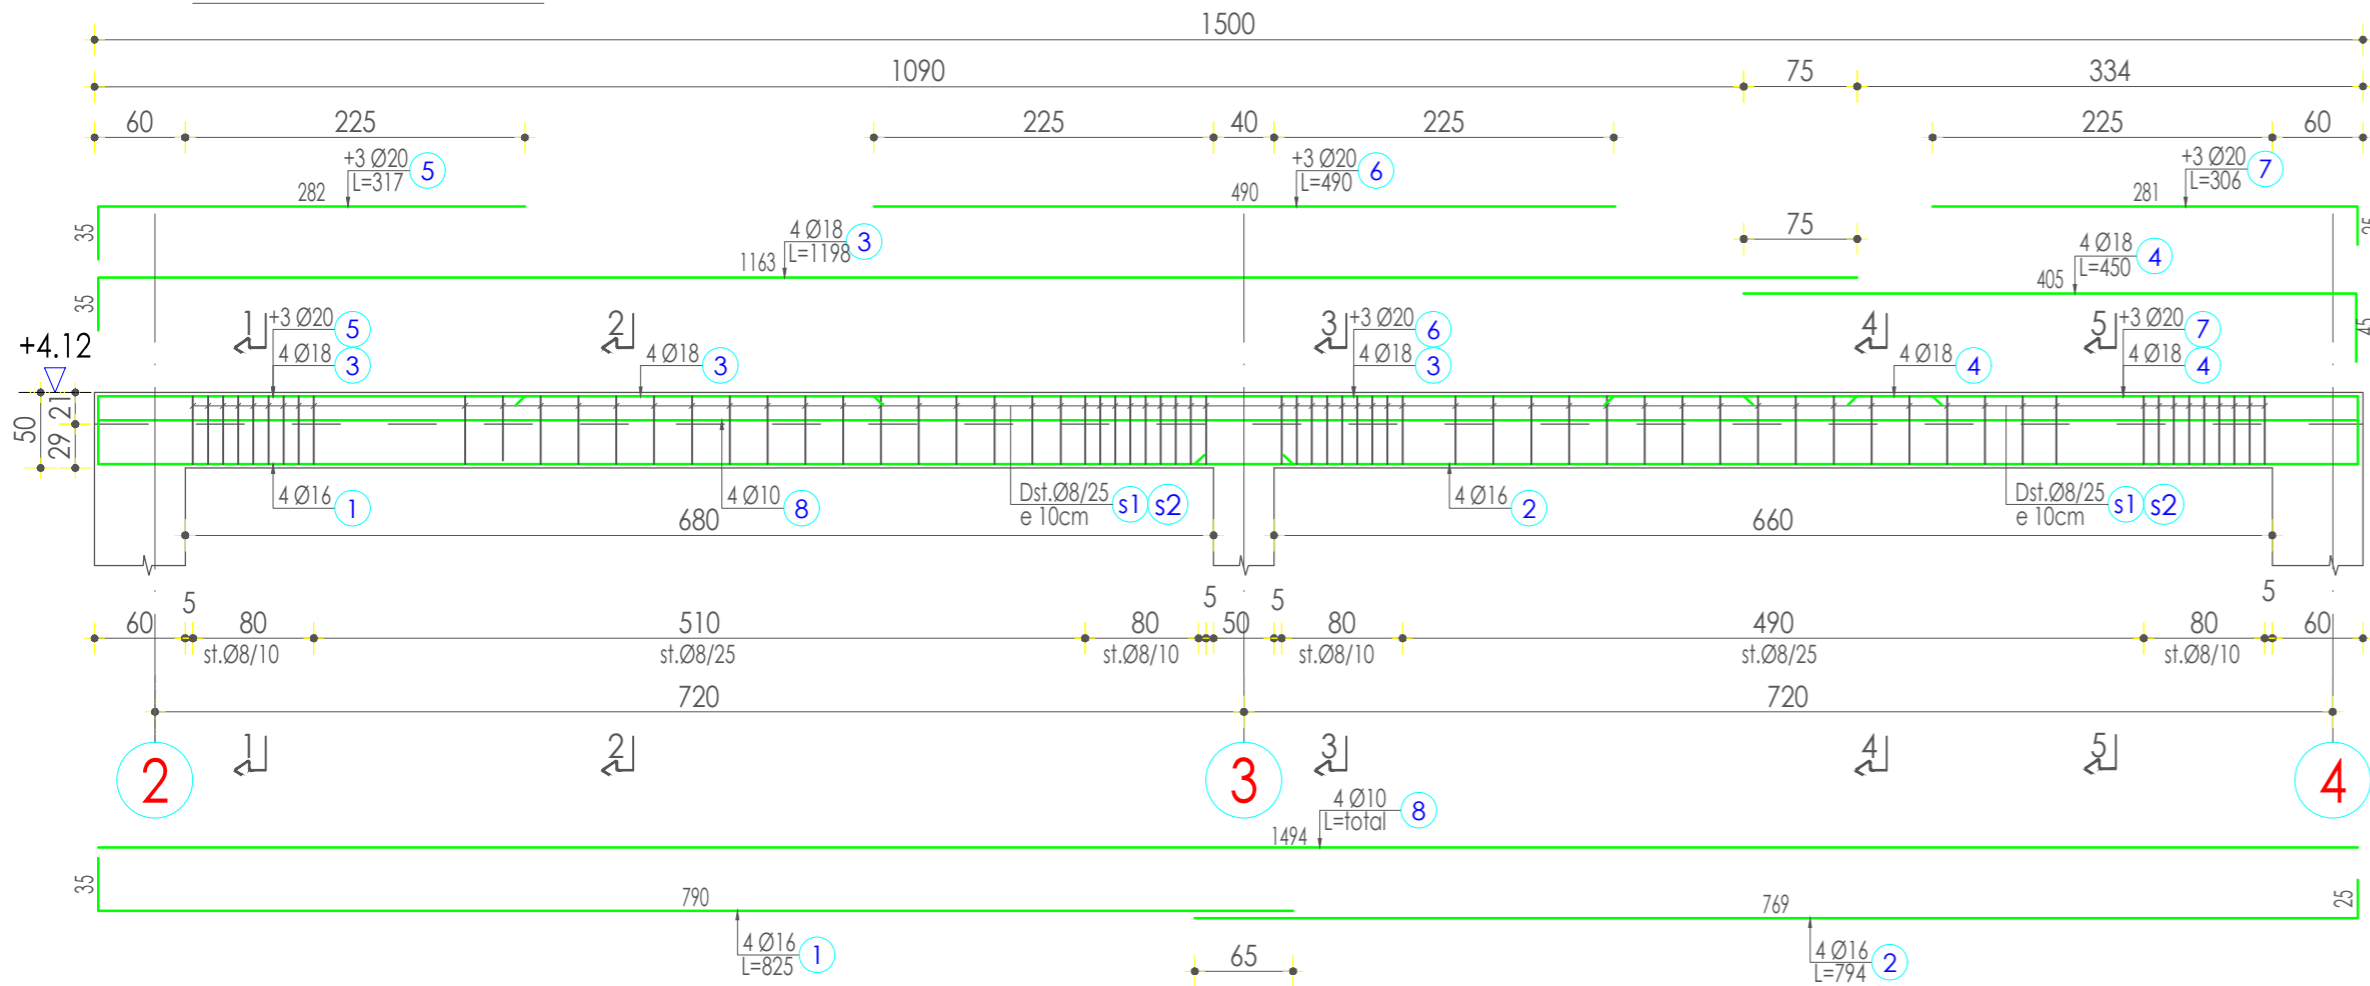 1500
1090 75 334
60 225 225 40 225 225 60
+3 Ø20 5 +3 Ø20 6 +3 Ø20 7
282 L=317 490 L=490 281 L=306
35 75 25
4 Ø18 3 4 Ø18 4
1163 L=1198 405 L=450
35 45
1 +3 Ø20 5 2 3 +3 Ø20 6 4 5 +3 Ø20 7
+4.12 4 Ø18 3 4 Ø18 3 4 Ø18 3 4 Ø18 4 4 Ø18 4
50 21
29
4 Ø16 1 4 Ø10 8 Dst.Ø8/25 s1 s2 4 Ø16 2 Dst.Ø8/25 s1 s2
e 10cm e 10cm
680 660
5 5 5 5
60 80 510 80 50 80 490 80 60
st.Ø8/10 st.Ø8/25 st.Ø8/10 st.Ø8/10 st.Ø8/25 st.Ø8/10
720 720
1 2 3 4 5
2 3 4
4 Ø10 8
1494 L=total
35 790 769 25
4 Ø16 1 4 Ø16 2
L=825 65 L=794